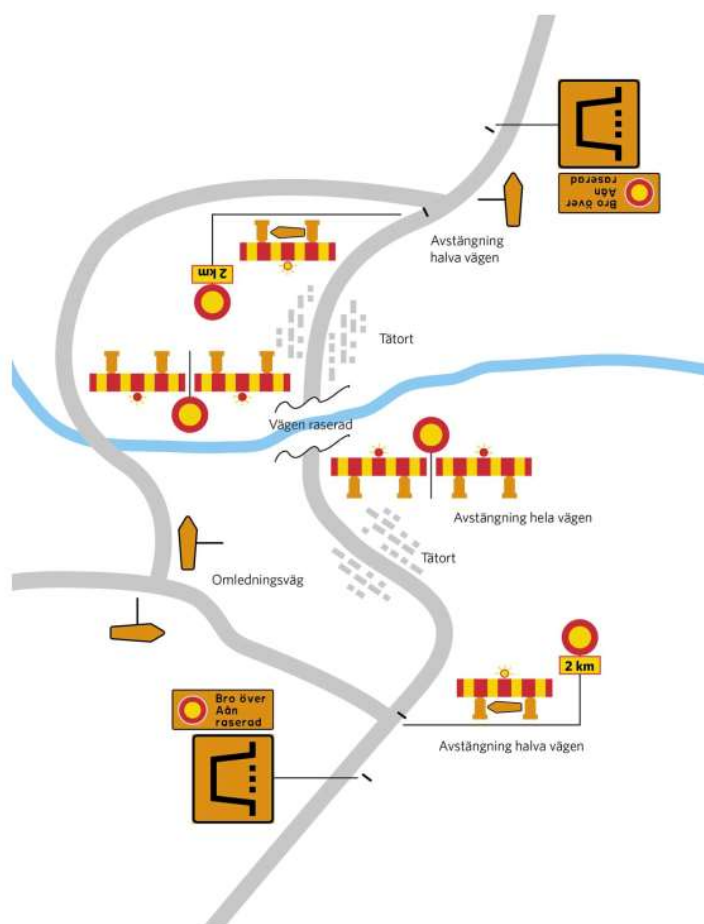 Bro över
Aån
raserad
Avstängning
halva vägen
2 km
Tätort
Vägen raserad
Avstängning hela vägen
Tätort
Omledningsväg
2 km
Bro över
Aån
raserad
Avstängning halva vägen